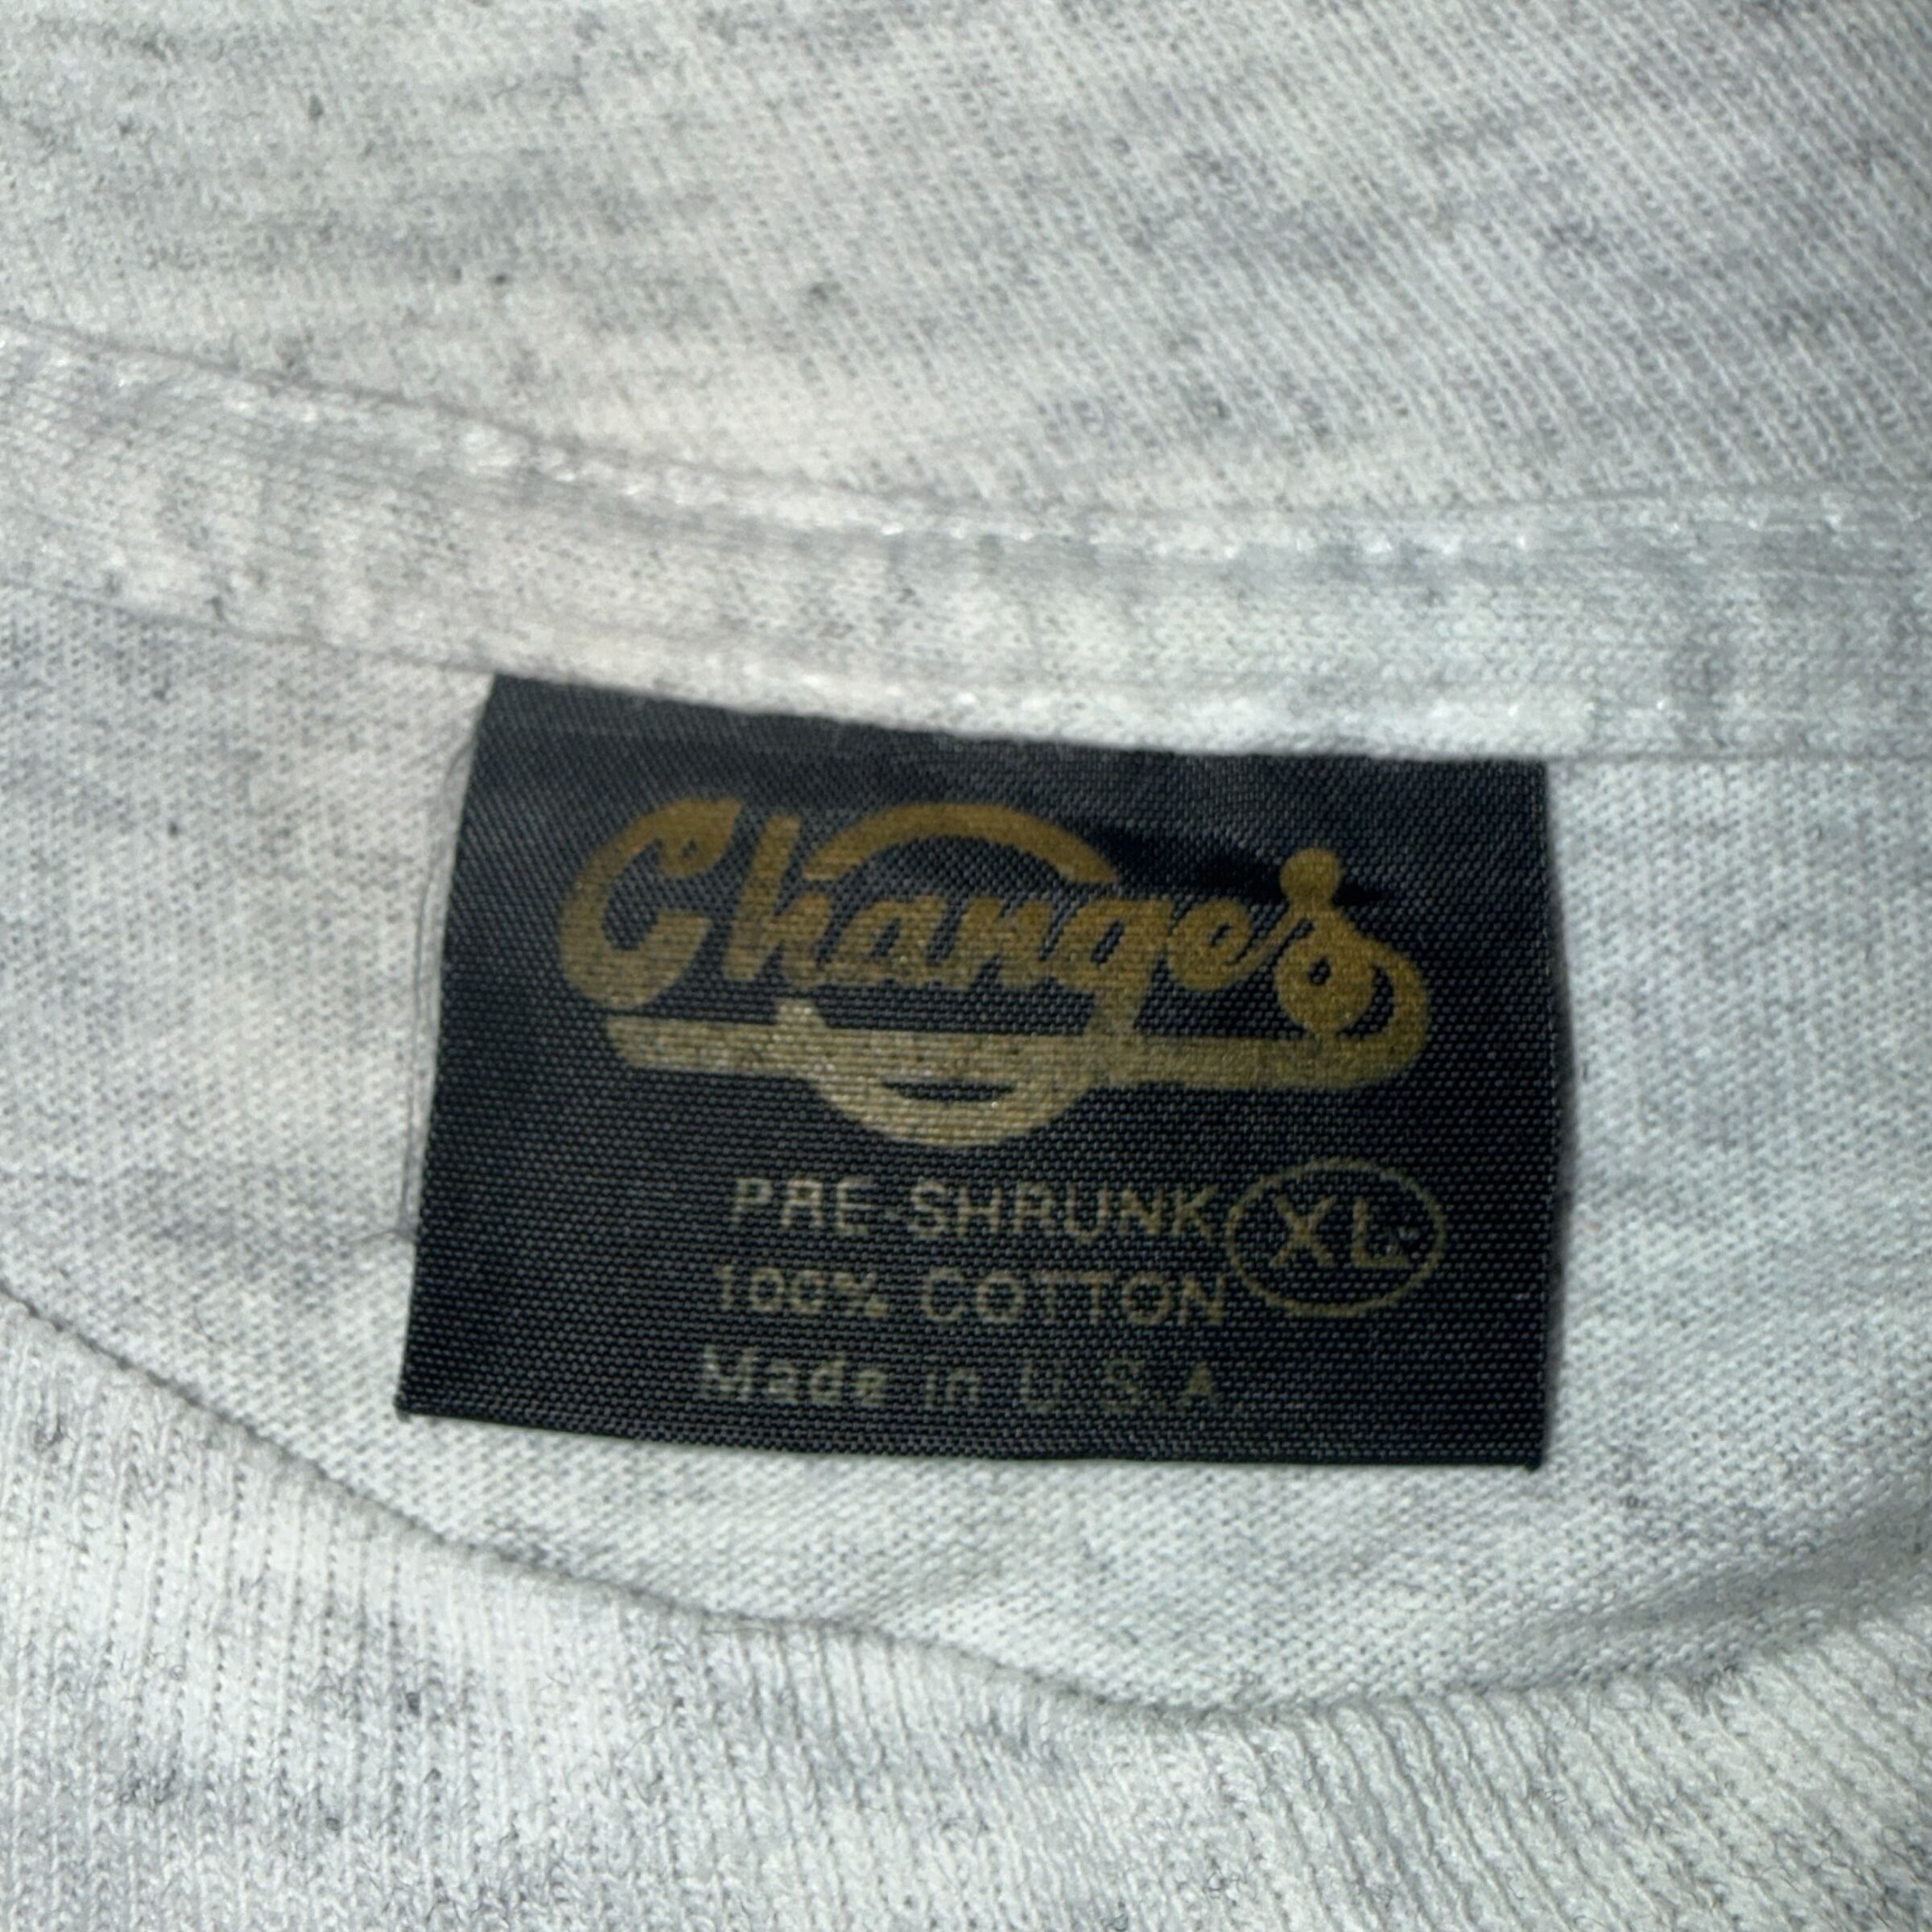 Changes
PRE-SHRUNK XL
100% COTTON
Made in U.S.A